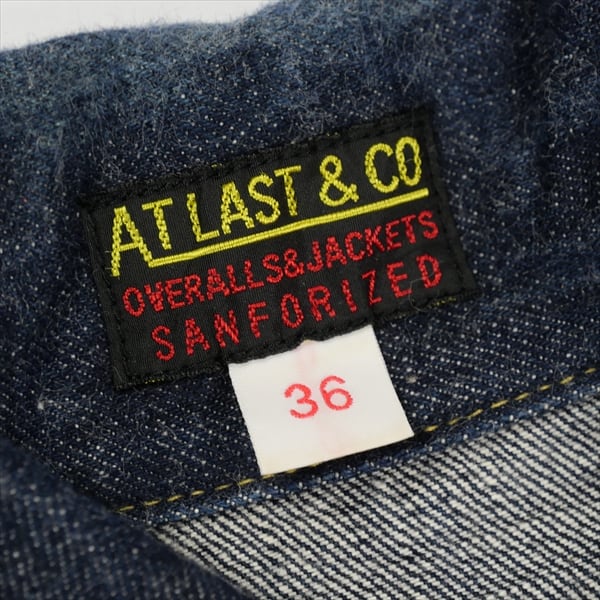 AT LAST & CO
OVERALLS&JACKETS
SANFORIZED
36